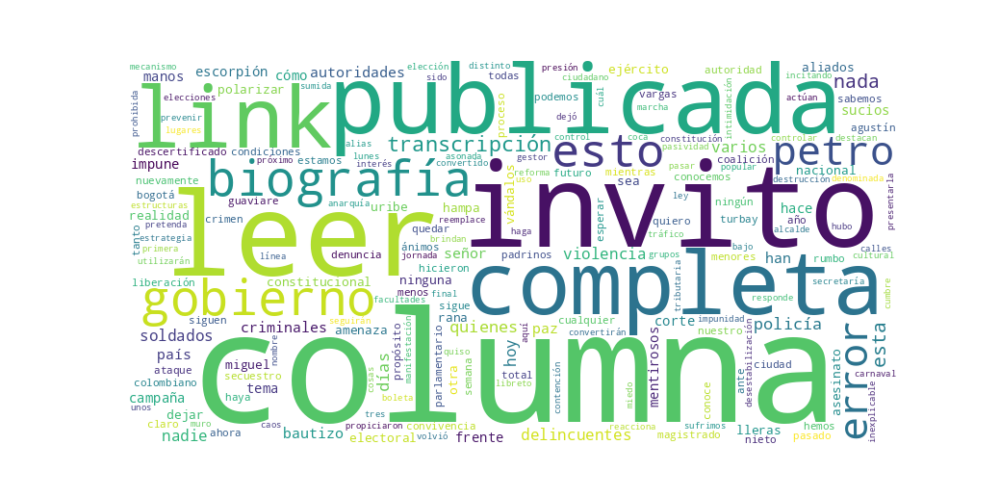 mecanismo
escorpión
cómo
autoridades
elección
distinto
presión
ciudadano
ejército
autoridad
incitando
aliados
manos
sumida
sido
todas
cuál
actúan
nada
polarizar
elecciones
podemos
vargas
intimidación
sabemos
prohibida
prevenir
link
publicada
proceso
dejó
marcha
constitución
sucios
lugares
alias
control
coca
pasividad
controlar
destacan
agustín
descertificado
condiciones
lunes
asonada
transcripción
esto
varios
petro
impune
próximo
estamos
interés
convertido
gestor
mientras
pasar
popular
coalición
nacional
nuevamente
biografía
vándalos
reforma
uso
futuro
sea
conocemos
ningún
destrucción
denominada
presentarla
bogotá
guaviare
leer
invito
estructuras
anarquía
uribe
hampa
reemplace
esperar
quiero
ley
turbay
hace
año
alcalde
hubo
realidad
crimen
pretenda
tanto
quedar
haga
tráfico
bajo
calles
cultural
estrategia
primera
línea
denuncia
ánimos
jornada
brindan
señor
padrinos
violencia
grupos
menores
han
rumbo
utilizarán
hicieron
completa
secretaría
liberación
constitucional
ninguna
menos
final
sigue
responde
cumbre
gobierno
facultades
tributaria
siguen
seguirán
rana
cualquier
impunidad
soldados
criminales
amenaza
columna
quienes
paz
convertirán
corte
nuestro
policía
error
esta
país
miguel
nombre
manifestación
cosas
propósito
parlamentario
quiso
hoy
aquí
mentirosos
ante
desestabilización
ataque
secuestro
días
otra
semana
total
ciudad
asesinato
colombiano
tema
libreto
contención
miedo
conoce
carnaval
inexplicable
campaña
haya
boleta
unos
dejar
tres
reacciona
sufrimos
lleras
hemos
claro
muro
caos
propiciaron
convivencia
nadie
ahora
bautizo
electoral
volvió
frente
delincuentes
magistrado
nieto
pasado